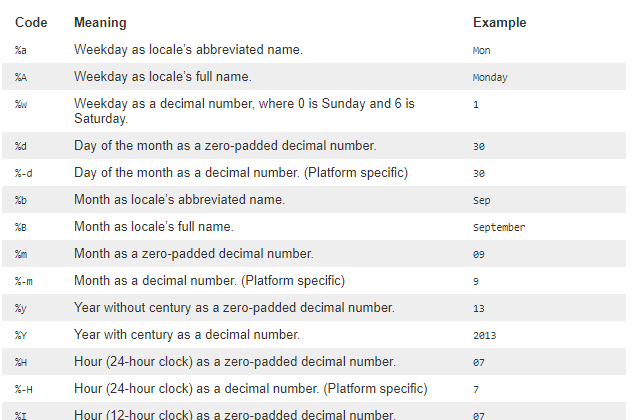 Code Meaning Example
%a Weekday as locale’s abbreviated name. Mon
%A Weekday as locale’s full name. Monday
%w Weekday as a decimal number, where 0 is Sunday and 6 is 1
Saturday.
%d Day of the month as a zero-padded decimal number. 30
%-d Day of the month as a decimal number. (Platform specific) 30
%b Month as locale’s abbreviated name. Sep
%B Month as locale’s full name. September
%m Month as a zero-padded decimal number. 09
%-m Month as a decimal number. (Platform specific) 9
%y Year without century as a zero-padded decimal number. 13
%Y Year with century as a decimal number. 2013
%H Hour (24-hour clock) as a zero-padded decimal number. 07
%-H Hour (24-hour clock) as a decimal number. (Platform specific) 7
%I Hour (12-hour clock) as a zero-padded decimal number. 07